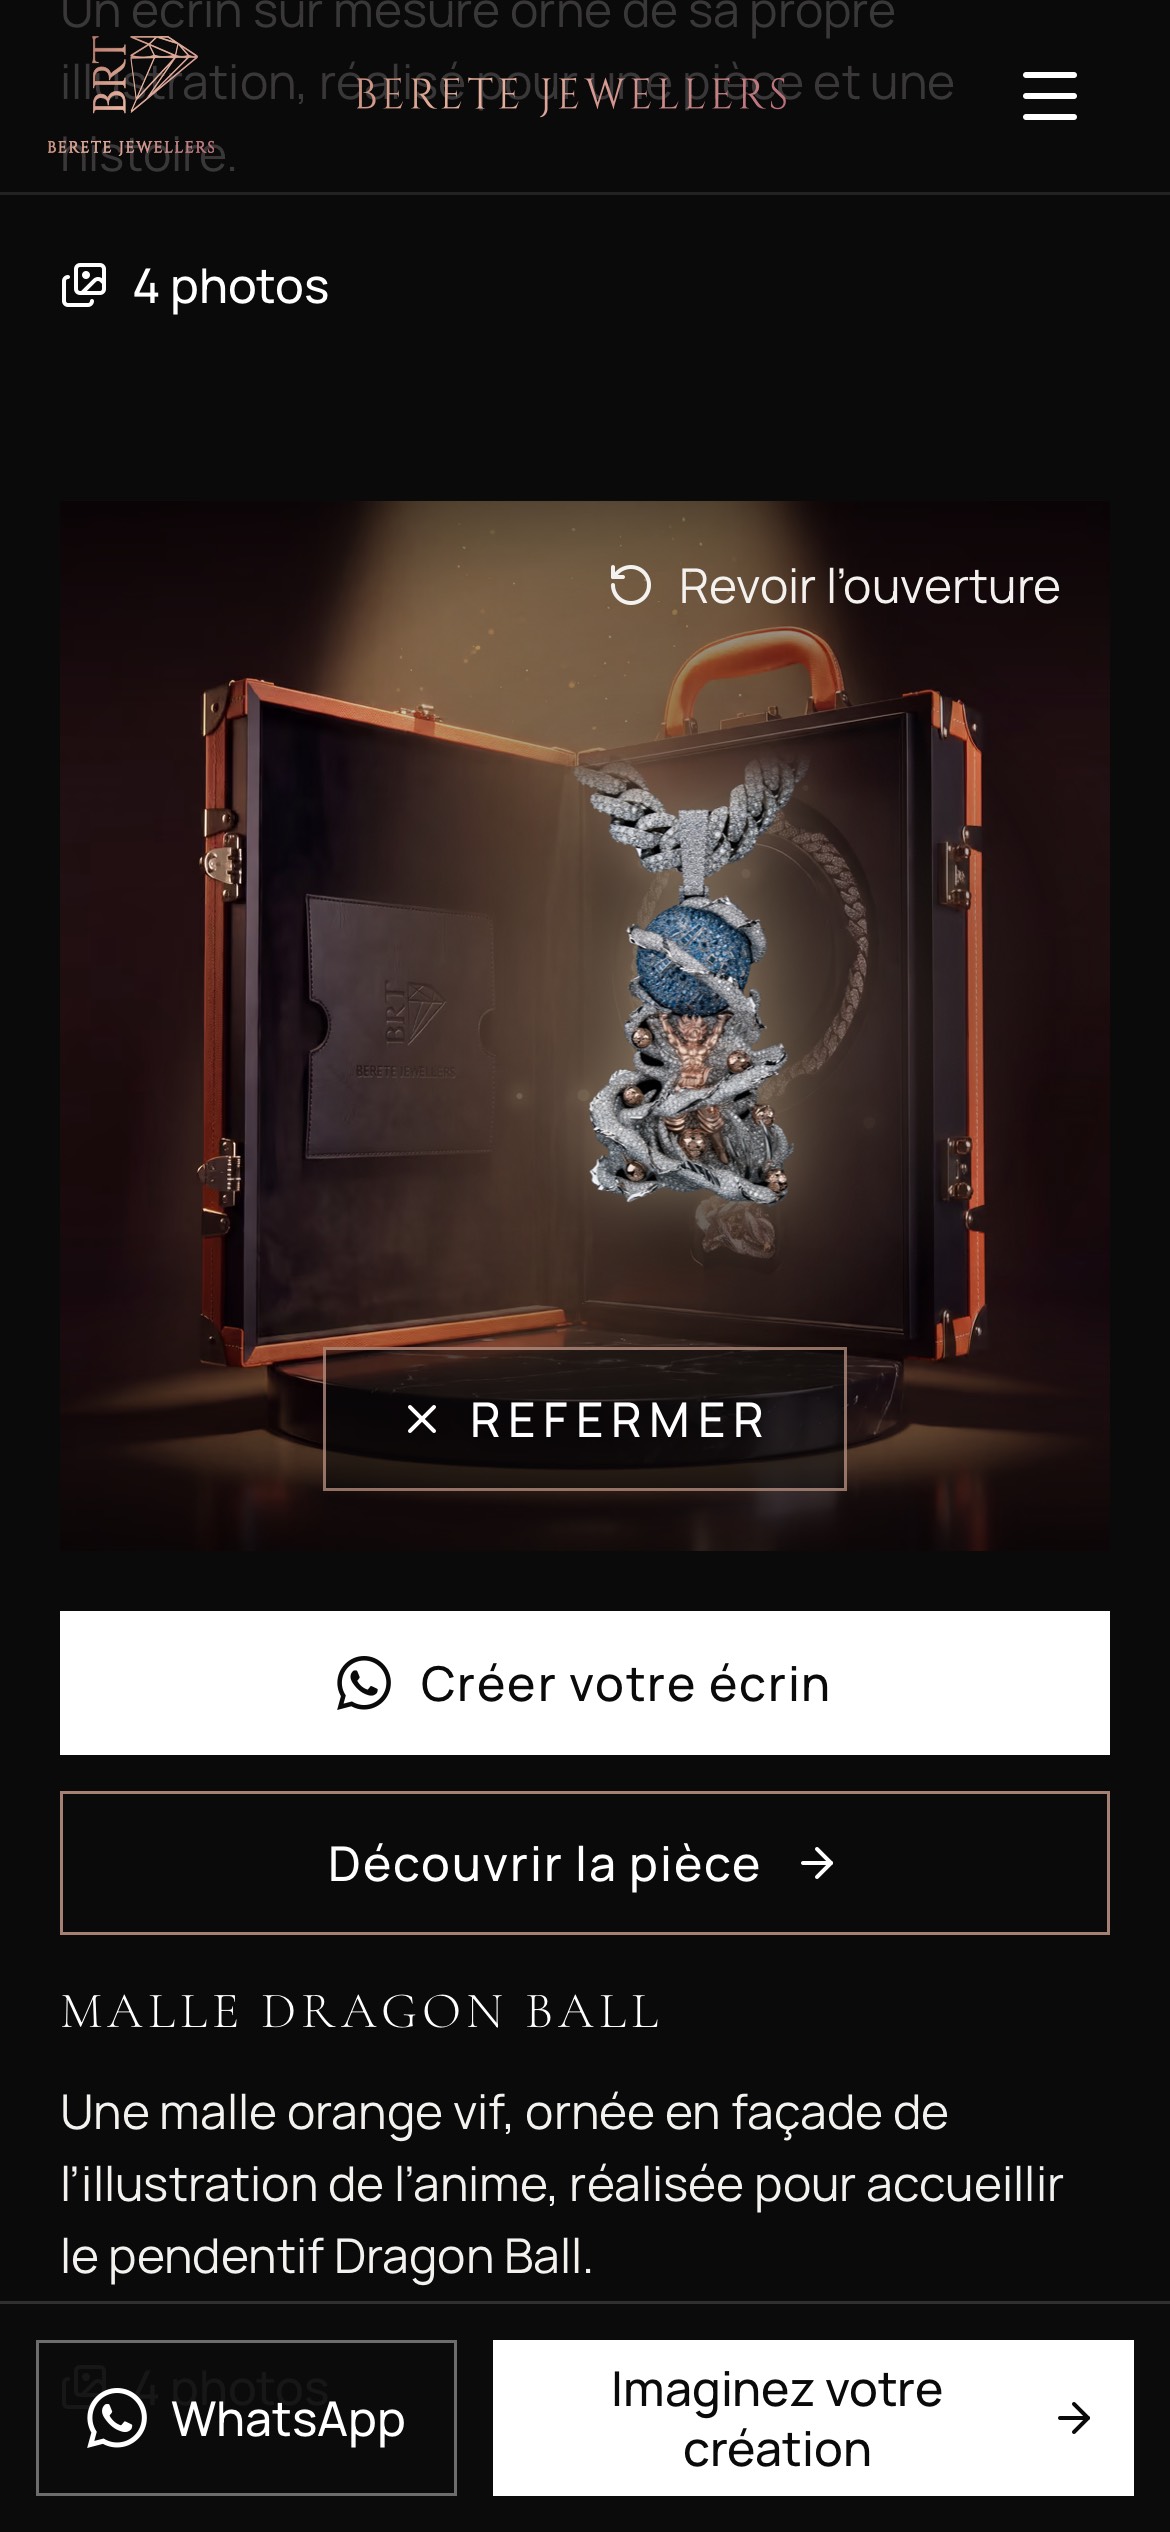 Un écrin sur mesure orné de sa propre
illustration, réalisé pour une pièce et une
histoire.
BRT
BERETE JEWELLERS
BERETE JEWELLERS
4 photos
Revoir l’ouverture
BRT
BERETE JEWELLERS
REFERMER
Créer votre écrin
Découvrir la pièce
MALLE DRAGON BALL
Une malle orange vif, ornée en façade de
l’illustration de l’anime, réalisée pour accueillir
le pendentif Dragon Ball.
4 photos
WhatsApp
Imaginez votre
création